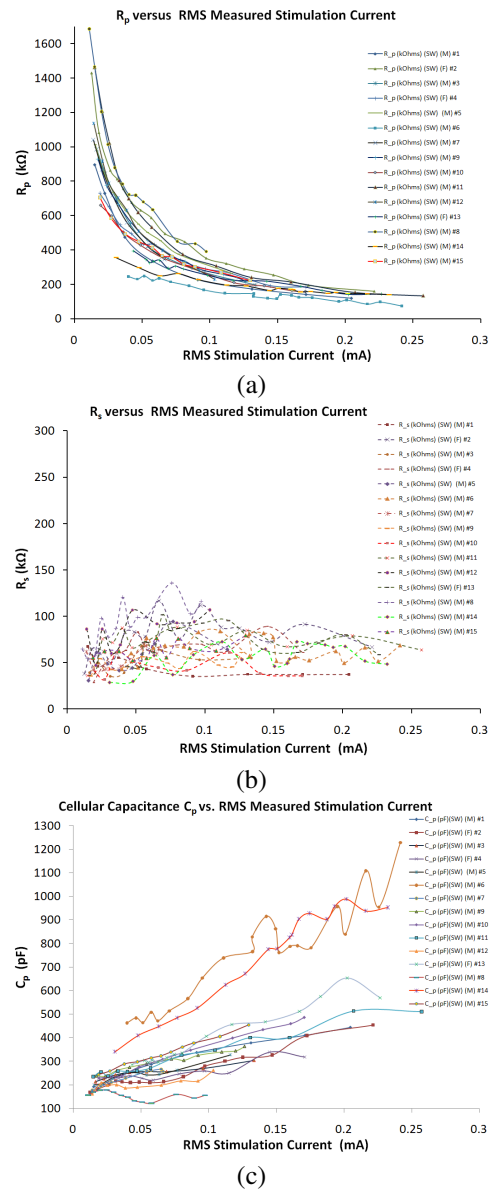 R_p versus RMS Measured Stimulation Current
1600
1400
1200
1000
800
600
400
200
0
R_p (kΩ)
0
0.05
0.1
0.15
0.2
0.25
0.3
RMS Stimulation Current (mA)
R_p (kOhms) (SW) (M) #1
R_p (kOhms) (SW) (F) #2
R_p (kOhms) (SW) (M) #3
R_p (kOhms) (SW) (F) #4
R_p (kOhms) (SW) (M) #5
R_p (kOhms) (SW) (M) #6
R_p (kOhms) (SW) (M) #7
R_p (kOhms) (SW) (M) #9
R_p (kOhms) (SW) (M) #10
R_p (kOhms) (SW) (M) #11
R_p (kOhms) (SW) (M) #12
R_p (kOhms) (SW) (F) #13
R_p (kOhms) (SW) (M) #8
R_p (kOhms) (SW) (M) #14
R_p (kOhms) (SW) (M) #15
(a)
R_s versus RMS Measured Stimulation Current
300
250
200
150
100
50
0
R_s (kΩ)
0
0.05
0.1
0.15
0.2
0.25
0.3
RMS Stimulation Current (mA)
R_s (kOhms) (SW) (M) #1
R_s (kOhms) (SW) (F) #2
R_s (kOhms) (SW) (M) #3
R_s (kOhms) (SW) (F) #4
R_s (kOhms) (SW) (M) #5
R_s (kOhms) (SW) (M) #6
R_s (kOhms) (SW) (M) #7
R_s (kOhms) (SW) (M) #9
R_s (kOhms) (SW) (M) #10
R_s (kOhms) (SW) (M) #11
R_s (kOhms) (SW) (M) #12
R_s (kOhms) (SW) (F) #13
R_s (kOhms) (SW) (M) #8
R_s (kOhms) (SW) (M) #14
R_s (kOhms) (SW) (M) #15
(b)
Cellular Capacitance C_p vs. RMS Measured Stimulation Current
1300
1200
1100
1000
900
800
700
600
500
400
300
200
100
C_p (pF)
0
0.05
0.1
0.15
0.2
0.25
0.3
RMS Stimulation Current (mA)
C_p (pF)(SW) (M) #1
C_p (pF)(SW) (F) #2
C_p (pF)(SW) (M) #3
C_p (pF)(SW) (F) #4
C_p (pF)(SW) (M) #5
C_p (pF)(SW) (M) #6
C_p (pF)(SW) (M) #7
C_p (pF)(SW) (M) #9
C_p (pF)(SW) (M) #10
C_p (pF)(SW) (M) #11
C_p (pF)(SW) (M) #12
C_p (pF)(SW) (F) #13
C_p (pF)(SW) (M) #8
C_p (pF)(SW) (M) #14
C_p (pF)(SW) (M) #15
(c)